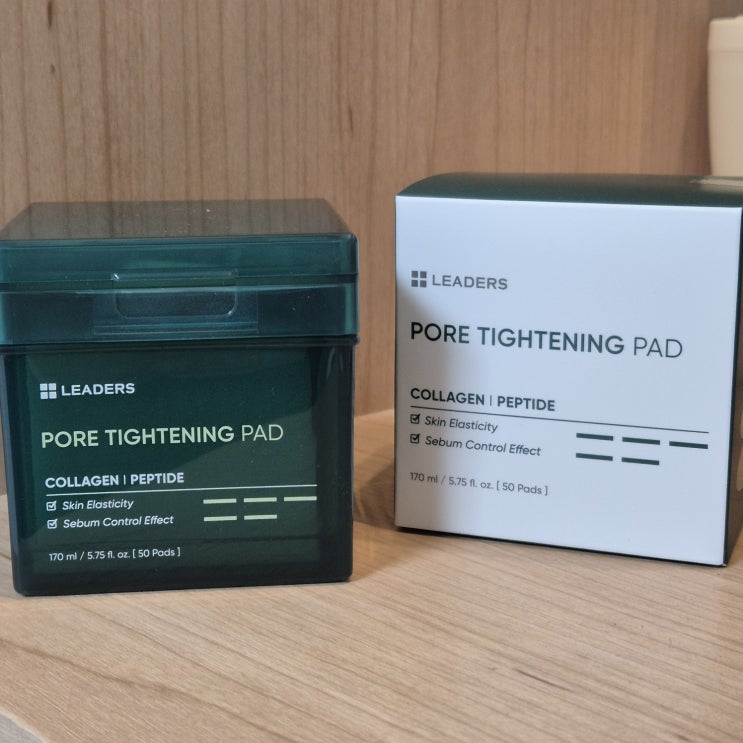 LEADERS
PORE TIGHTENING PAD
COLLAGEN | PEPTIDE
Skin Elasticity
Sebum Control Effect
170 ml / 5.75 fl. oz. [ 50 Pads ]
LEADERS
PORE TIGHTENING PAD
COLLAGEN | PEPTIDE
Skin Elasticity
Sebum Control Effect
170 ml / 5.75 fl. oz. [ 50 Pads ]